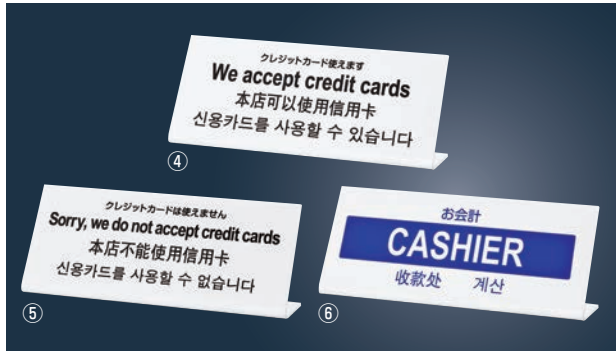 クレジットカード使えます
We accept credit cards
本店可以使用信用卡
신용카드를 사용할 수 있습니다
④
クレジットカードは使えません
Sorry, we do not accept credit cards
本店不能使用信用卡
신용카드를 사용할 수 없습니다
⑤
お会計
CASHIER
收款处 계산
⑥